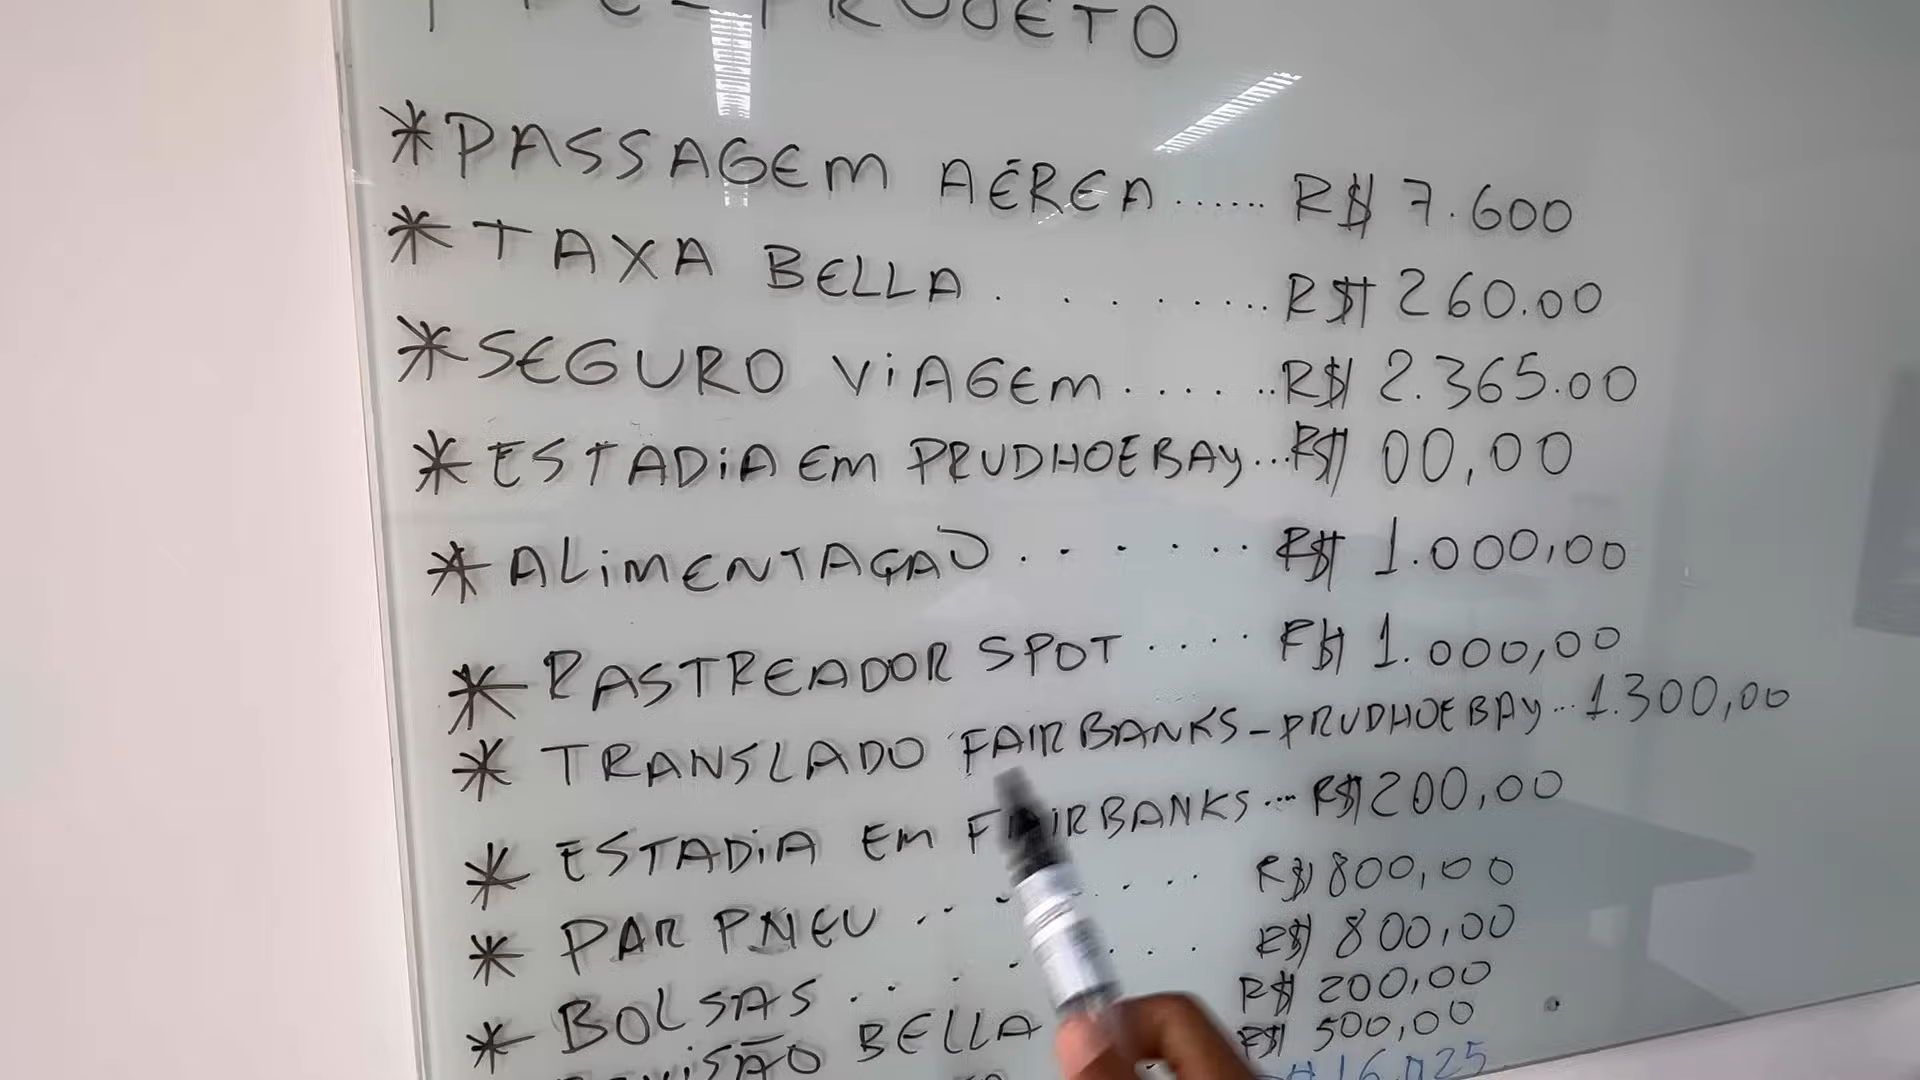 PROJETO
*PASSAGEM AÉREA...... R$ 7.600
*TAXA BELLA. . . . . . ... R$ 260.00
*SEGURO VIAGEM...... ..R$ 2.365.00
*ESTADIA EM PRUDHOEBAY...R$ 00,00
*ALIMENTAÇAO. . . . . . . R$ 1.000,00
* RASTREADOR SPOT .... R$ 1.000,00
* TRANSLADO FAIRBANKS-PRUDHOEBAY...1.300,00
* ESTADIA EM FAIRBANKS... R$ 200,00
* PAR PNEU ... .... R$ 800,00
* BOLSAS.... . ... R$ 800,00
BELLA R$ 200,00
R$ 500,00